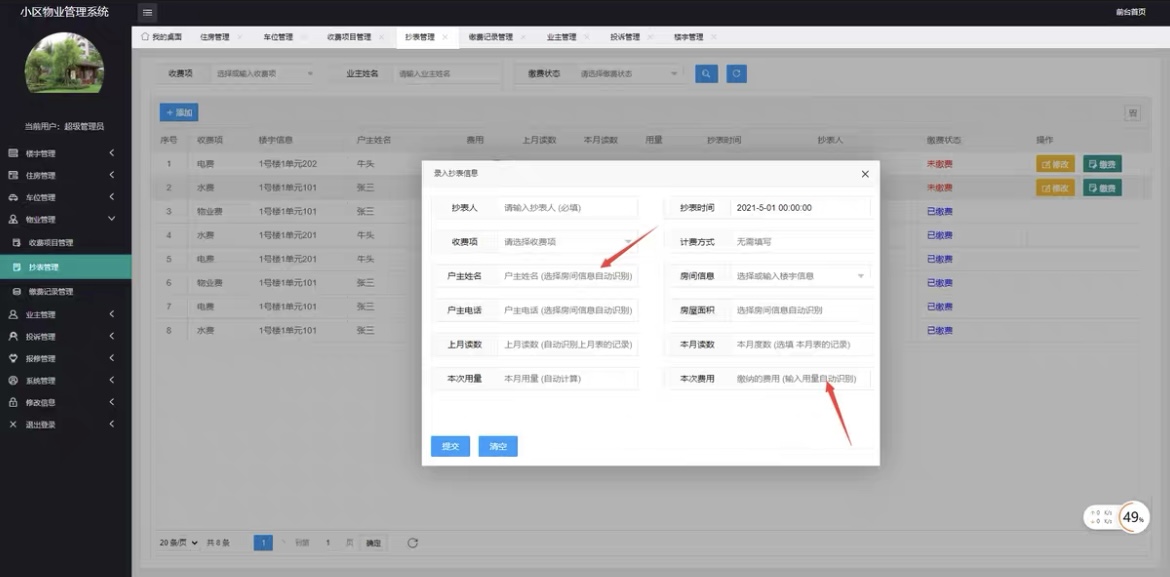 小区物业管理系统
前台首页
我的桌面 住房管理 车位管理 收费项目管理 抄表管理 缴费记录管理 业主管理 投诉管理 楼宇管理
收费项 选择或输入收费项 业主姓名 请输入业主姓名 缴费状态 请选择缴费状态
当前用户：超级管理员
楼宇管理
住房管理
车位管理
物业管理
收费项目管理
抄表管理
缴费记录管理
业主管理
投诉管理
报修管理
系统管理
修改信息
退出登录
+ 添加
序号 收费项 楼宇信息 户主姓名 费用 上月读数 本月读数 用量 抄表时间 抄表人 缴费状态 操作
1 电费 1号楼1单元202 牛头 未缴费 修改 缴费
2 水费 1号楼1单元101 张三 未缴费 修改 缴费
3 物业费 1号楼1单元101 张三 已缴费
4 水费 1号楼1单元201 牛头 已缴费
5 电费 1号楼1单元201 牛头 已缴费
6 物业费 1号楼1单元101 张三 已缴费
7 电费 1号楼1单元101 张三 已缴费
8 水费 1号楼1单元101 张三 已缴费
录入抄表信息
抄表人 请输入抄表人 (必填) 抄表时间 2021-5-01 00:00:00
收费项 请选择收费项 计费方式 无需填写
户主姓名 户主姓名 (选择房间信息自动识别) 房间信息 选择或输入楼宇信息
户主电话 户主电话 (选择房间信息自动识别) 房屋面积 选择房间信息自动识别
上月读数 上月读数 (自动识别上月表的记录) 本月读数 本月度数 (选填 本月表的记录)
本次用量 本月用量 (自动计算) 本次费用 缴纳的费用 (输入用量自动识别)
提交 清空
20 条/页 共 8 条 1 到第 1 页 确定
↑ 0 K/s
↓ 0 K/s
49%